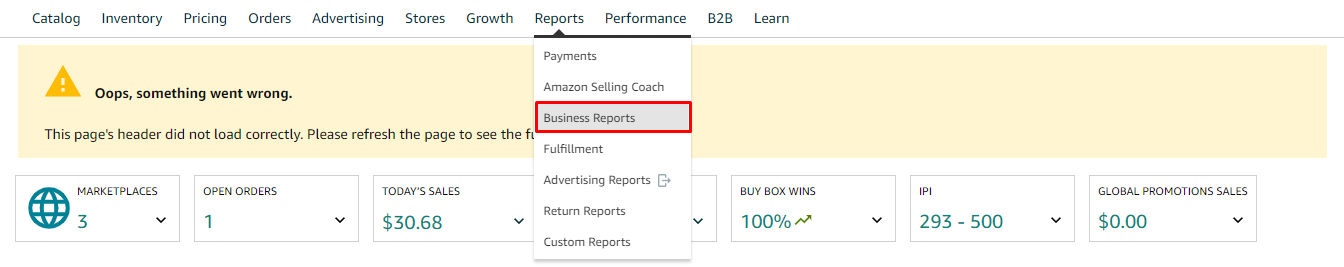 Catalog Inventory Pricing Orders Advertising Stores Growth Reports Performance B2B Learn
Payments
Amazon Selling Coach
Business Reports
Fulfillment
Advertising Reports
Return Reports
Custom Reports
Oops, something went wrong.
This page's header did not load correctly. Please refresh the page to see the
MARKETPLACES
3
OPEN ORDERS
1
TODAY'S SALES
$30.68
BUY BOX WINS
100%
IPI
293 - 500
GLOBAL PROMOTIONS SALES
$0.00